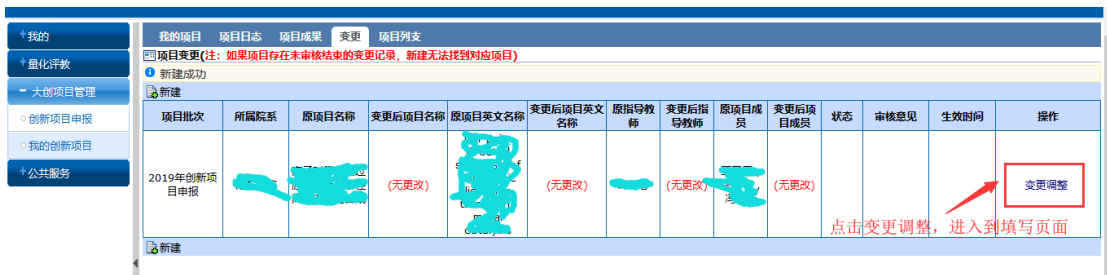 我的
量化评教
大创项目管理
创新项目申报
我的创新项目
公共服务
我的项目 项目日志 项目成果 变更 项目列支
项目变更(注：如果项目存在未审核结束的变更记录，新建无法找到对应项目)
新建成功
新建
项目批次 所属院系 原项目名称 变更后项目名称 原项目英文名称 变更后项目英文名称 原指导教师 变更后指导教师 原项目成员 变更后项目成员 状态 审核意见 生效时间 操作
2019年创新项目申报 (无更改) (无更改) (无更改) (无更改) 变更调整
点击变更调整，进入到填写页面
新建